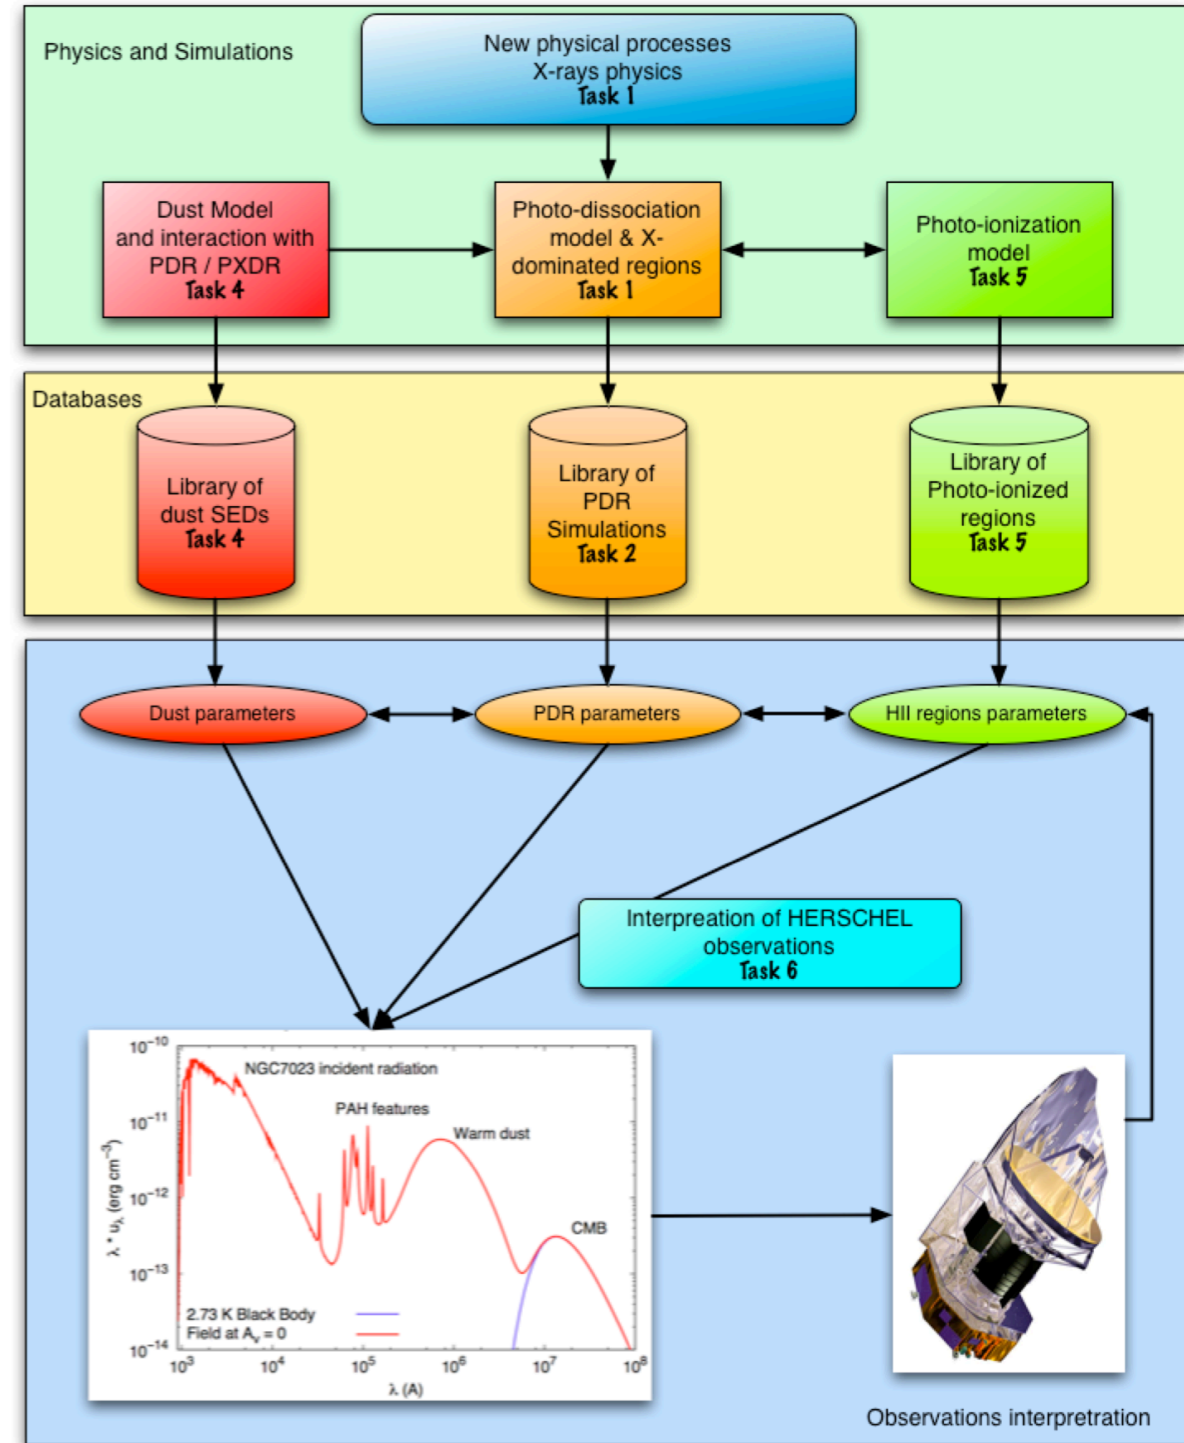 Physics and Simulations
New physical processes
X-rays physics
Task 1
Dust Model
and interaction with
PDR / PXDR
Task 4
Photo-dissociation
model & X-
dominated regions
Task 1
Photo-ionization
model
Task 5
Databases
Library of
dust SEDs
Task 4
Library of
PDR
Simulations
Task 2
Library of
Photo-ionized
regions
Task 5
Dust parameters
PDR parameters
HII regions parameters
Interpreation of HERSCHEL
observations
Task 6
10⁻¹⁰
10⁻¹¹
10⁻¹²
10⁻¹³
10⁻¹⁴
λ * u_λ (erg cm⁻³)
NGC7023 incident radiation
PAH features
Warm dust
CMB
2.73 K Black Body
Field at A_v = 0
10³ 10⁴ 10⁵ 10⁶ 10⁷ 10⁸
λ (A)
Observations interpretration